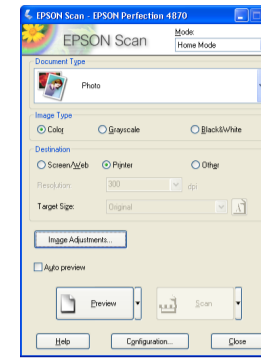 EPSON Scan - EPSON Perfection 4870
EPSON Scan
Mode:
Home Mode
Document Type
Photo
Image Type
Color
Grayscale
Black&White
Destination
Screen/Web
Printer
Other
Resolution:
300
dpi
Target Size:
Original
Image Adjustments...
Auto preview
Preview
Scan
Help
Configuration...
Close